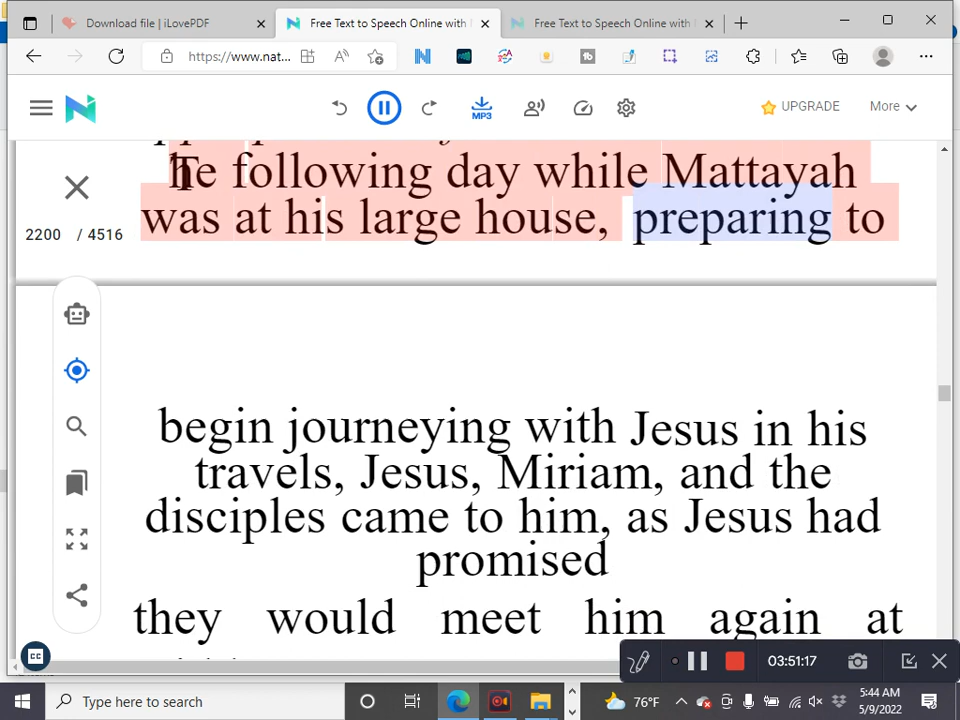 Download file | iLovePDF
Free Text to Speech Online with
Free Text to Speech Online with
https://www.nat...
MP3
UPGRADE
More
he following day while Mattayah
T
was at his large house, preparing to
2200 / 4516
begin journeying with Jesus in his
travels, Jesus, Miriam, and the
disciples came to him, as Jesus had
promised
they would meet him again at
CC
03:51:17
Type here to search
76°F
5:44 AM
5/9/2022